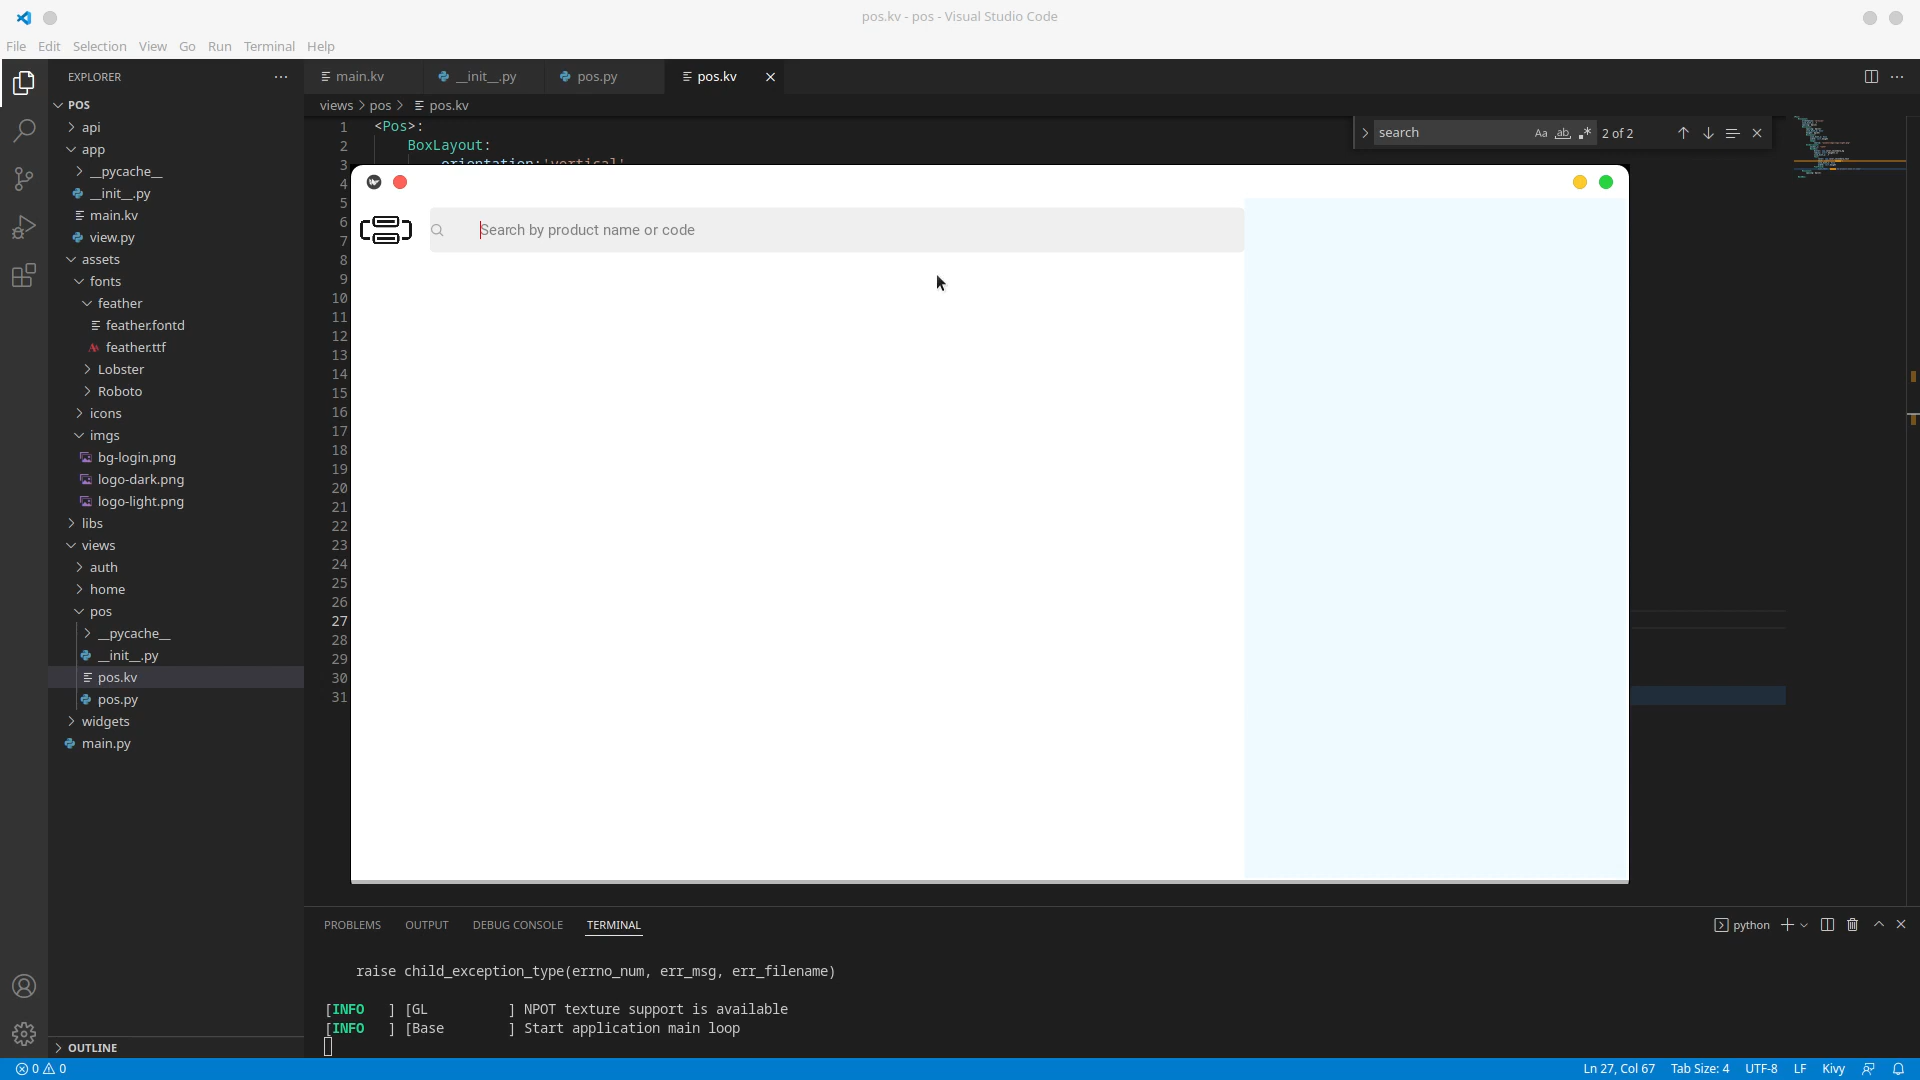 pos.kv - pos - Visual Studio Code
File Edit Selection View Go Run Terminal Help
EXPLORER
POS
api
app
__pycache__
__init__.py
main.kv
view.py
assets
fonts
feather
feather.fontd
feather.ttf
Lobster
Roboto
icons
imgs
bg-login.png
logo-dark.png
logo-light.png
libs
views
auth
home
pos
__pycache__
__init__.py
pos.kv
pos.py
widgets
main.py
OUTLINE
main.kv __init__.py pos.py pos.kv
views > pos > pos.kv
1 <Pos>:
2 BoxLayout:
3 orientation:'vertical'
4
5
6
7
8
9
10
11
12
13
14
15
16
17
18
19
20
21
22
23
24
25
26
27
28
29
30
31
search Aa ab 2 of 2
Search by product name or code
PROBLEMS OUTPUT DEBUG CONSOLE TERMINAL
python
raise child_exception_type(errno_num, err_msg, err_filename)
[INFO ] [GL ] NPOT texture support is available
[INFO ] [Base ] Start application main loop
0 0
Ln 27, Col 67 Tab Size: 4 UTF-8 LF Kivy